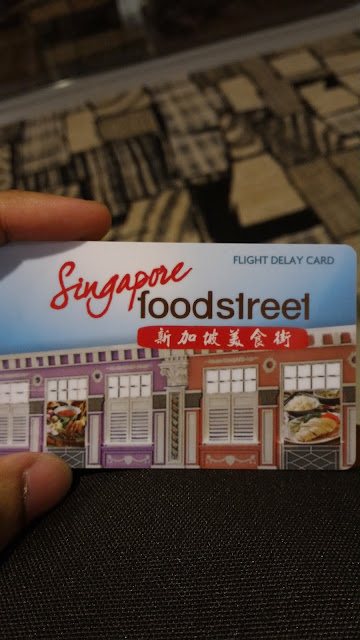 FLIGHT DELAY CARD
Singapore
foodstreet
新加坡美食街